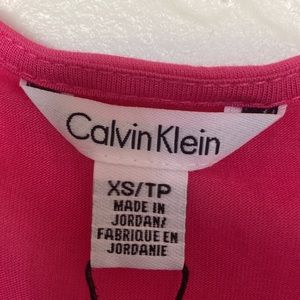 Calvin Klein
XS/TP
MADE IN
JORDAN/
FABRIQUE EN
JORDANIE